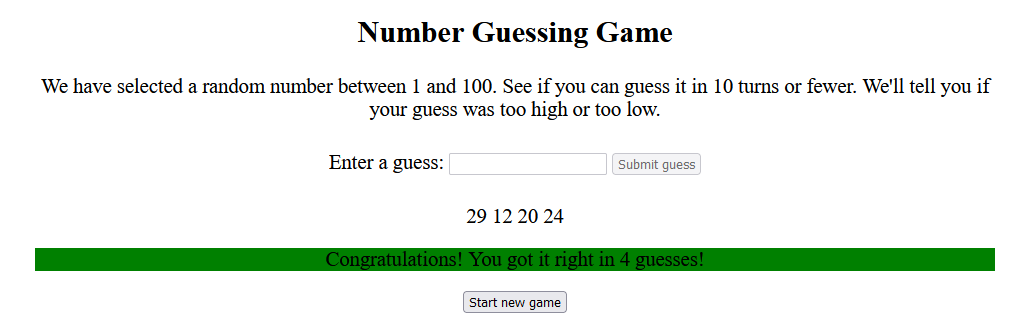 Number Guessing Game
We have selected a random number between 1 and 100. See if you can guess it in 10 turns or fewer. We'll tell you if
your guess was too high or too low.
Enter a guess: Submit guess
29 12 20 24
Congratulations! You got it right in 4 guesses!
Start new game